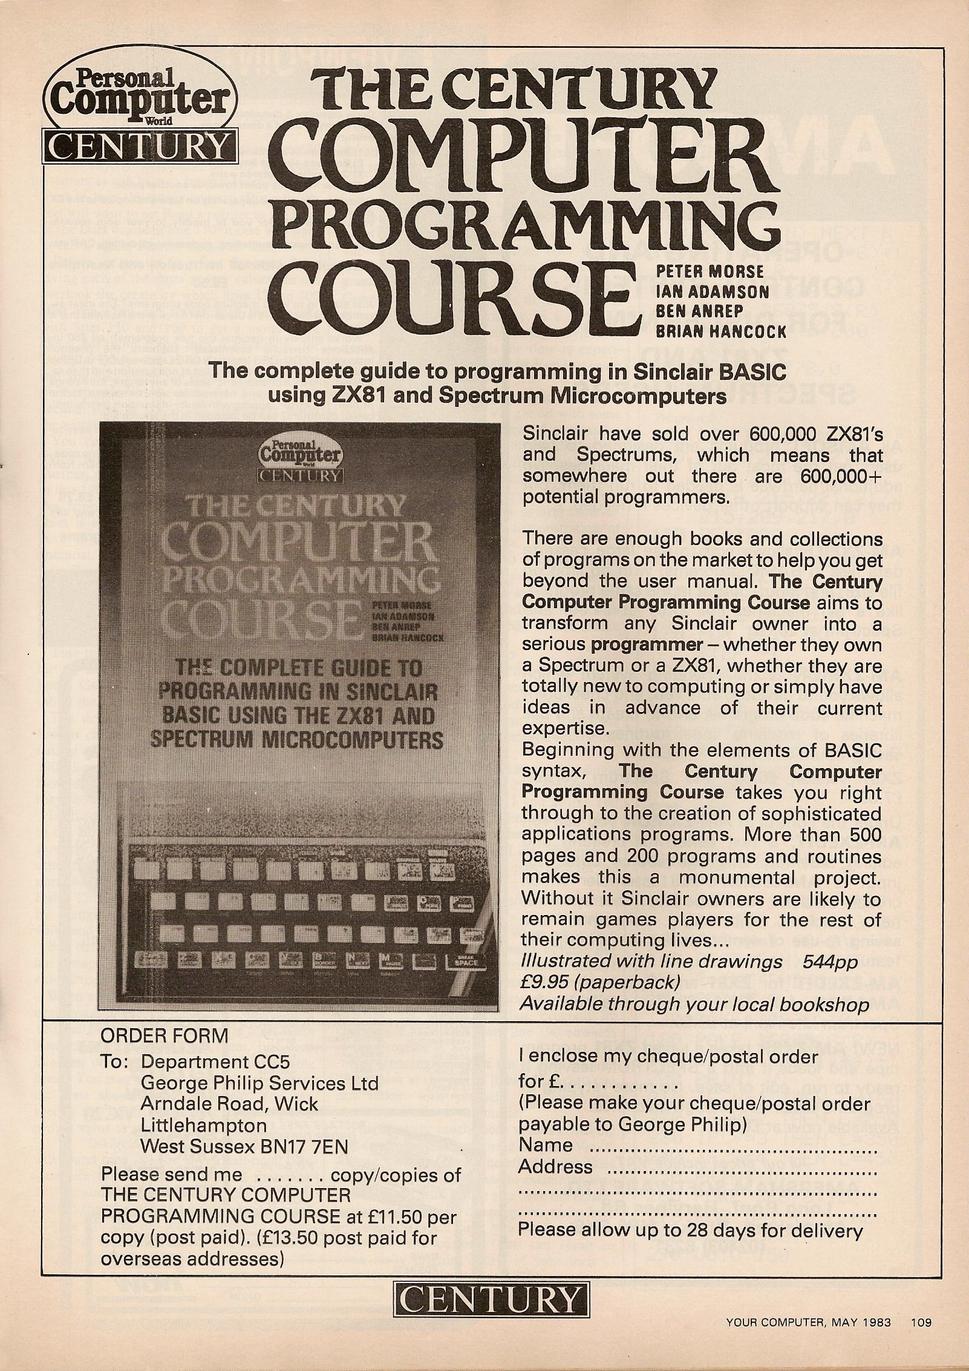 Personal
Computer
World
CENTURY
THE CENTURY
COMPUTER
PROGRAMMING
COURSE
PETER MORSE
IAN ADAMSON
BEN ANREP
BRIAN HANCOCK
The complete guide to programming in Sinclair BASIC
using ZX81 and Spectrum Microcomputers
Personal
Computer
World
CENTURY
THE CENTURY
COMPUTER
PROGRAMMING
COURSE
PETER MORSE
IAN ADAMSON
BEN ANREP
BRIAN HANCOCK
THE COMPLETE GUIDE TO
PROGRAMMING IN SINCLAIR
BASIC USING THE ZX81 AND
SPECTRUM MICROCOMPUTERS
B N M
BREAK
SPACE
Sinclair have sold over 600,000 ZX81's
and Spectrums, which means that
somewhere out there are 600,000+
potential programmers.
There are enough books and collections
of programs on the market to help you get
beyond the user manual. The Century
Computer Programming Course aims to
transform any Sinclair owner into a
serious programmer – whether they own
a Spectrum or a ZX81, whether they are
totally new to computing or simply have
ideas in advance of their current
expertise.
Beginning with the elements of BASIC
syntax, The Century Computer
Programming Course takes you right
through to the creation of sophisticated
applications programs. More than 500
pages and 200 programs and routines
makes this a monumental project.
Without it Sinclair owners are likely to
remain games players for the rest of
their computing lives...
Illustrated with line drawings 544pp
£9.95 (paperback)
Available through your local bookshop
ORDER FORM
To: Department CC5
George Philip Services Ltd
Arndale Road, Wick
Littlehampton
West Sussex BN17 7EN
Please send me ....... copy/copies of
THE CENTURY COMPUTER
PROGRAMMING COURSE at £11.50 per
copy (post paid). (£13.50 post paid for
overseas addresses)
I enclose my cheque/postal order
for £............
(Please make your cheque/postal order
payable to George Philip)
Name ..................................................
Address ..............................................
................................................................
................................................................
Please allow up to 28 days for delivery
CENTURY
YOUR COMPUTER, MAY 1983 109